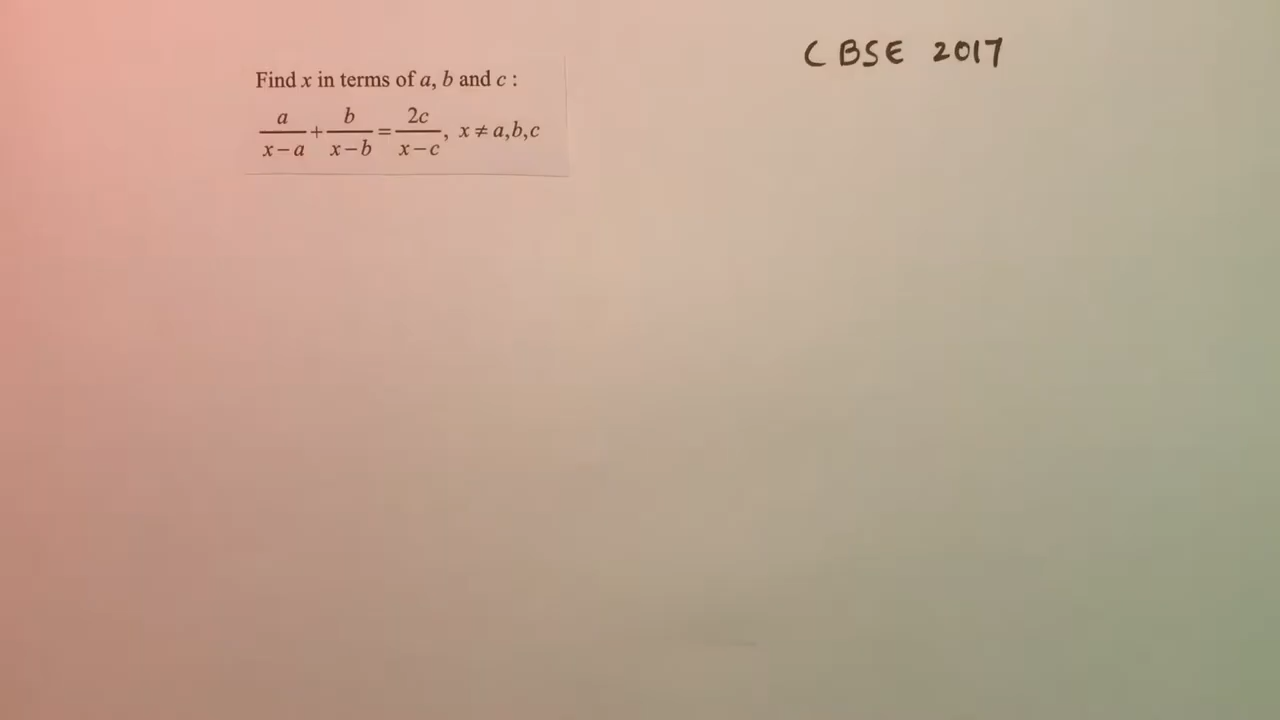 CBSE 2017
Find x in terms of a, b and c :
a/(x−a) + b/(x−b) = 2c/(x−c), x ≠ a,b,c